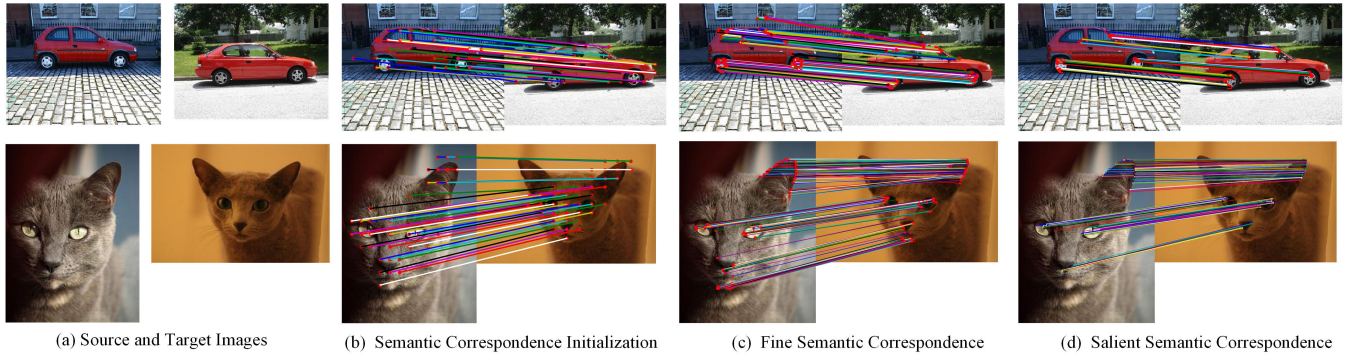 (a) Source and Target Images
(b) Semantic Correspondence Initialization
(c) Fine Semantic Correspondence
(d) Salient Semantic Correspondence